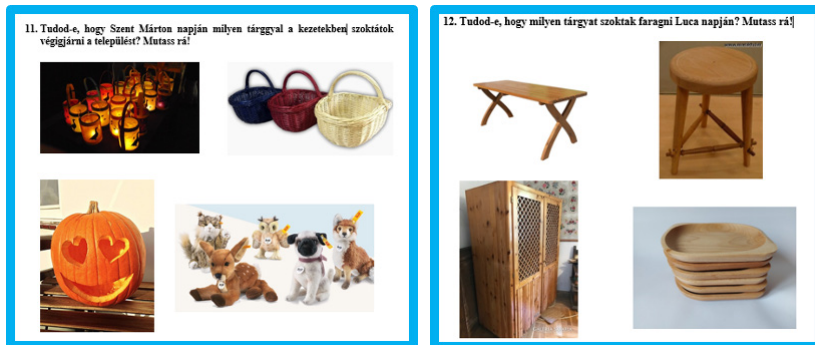 11. Tudod-e, hogy Szent Márton napján milyen tárggyal a kezetekben szoktátok
végigjárni a települést? Mutass rá!
12. Tudod-e, hogy milyen tárgyat szoktak faragni Luca napján? Mutass rá!